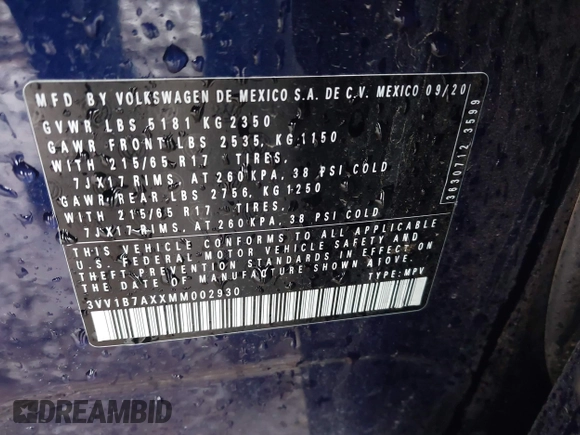 MFD BY VOLKSWAGEN DE MEXICO S.A. DE C.V. MEXICO 09/20
GVWR LBS 5181 KG 2350
GAWR FRONT LBS 2535, KG 1150
WITH 215/65 R17 TIRES,
7JX17 RIMS, AT 260 KPA, 38 PSI COLD
GAWR REAR LBS 2756, KG 1250
WITH 215/65 R17 TIRES,
7JX17 RIMS, AT 260 KPA, 38 PSI COLD
THIS VEHICLE CONFORMS TO ALL APPLICABLE
U.S. FEDERAL MOTOR VEHICLE SAFETY AND
THEFT PREVENTION STANDARDS IN EFFECT ON
THE DATE OF MANUFACTURE SHOWN ABOVE.
3VV1B7AXXMM002930 TYPE: MPV
3630712 3599
DREAMBID